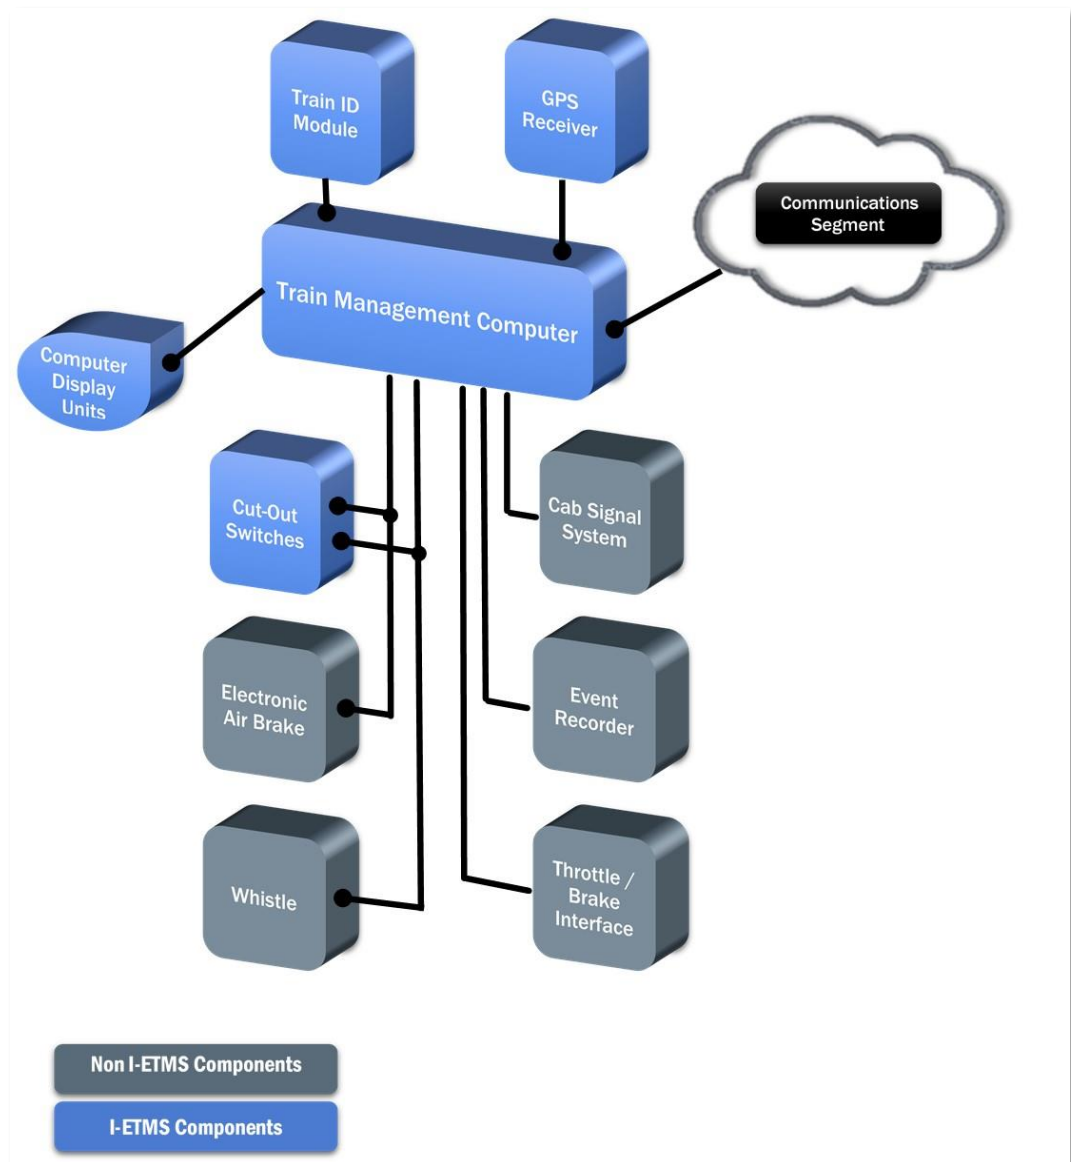 Train ID
Module
GPS
Receiver
Communications
Segment
Train Management Computer
Computer
Display
Units
Cut-Out
Switches
Cab Signal
System
Electronic
Air Brake
Event
Recorder
Whistle
Throttle /
Brake
Interface
Non I-ETMS Components
I-ETMS Components